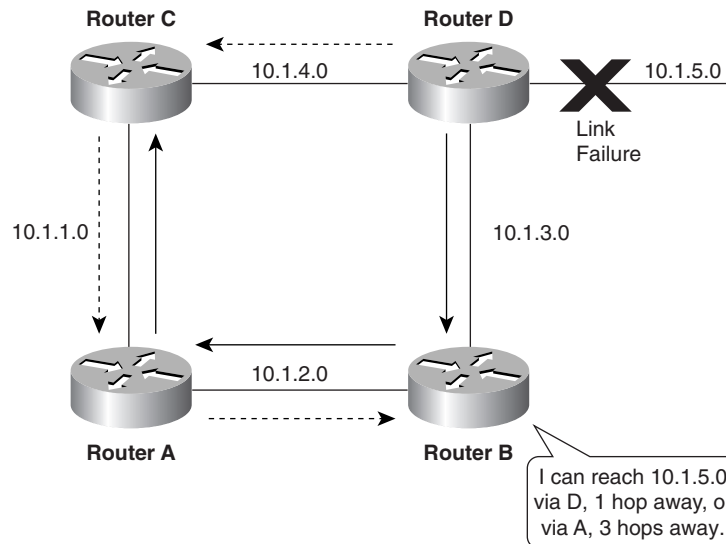 Router C
Router D
10.1.4.0
10.1.5.0
Link
Failure
10.1.1.0
10.1.3.0
10.1.2.0
Router A
Router B
I can reach 10.1.5.0
via D, 1 hop away, o
via A, 3 hops away.